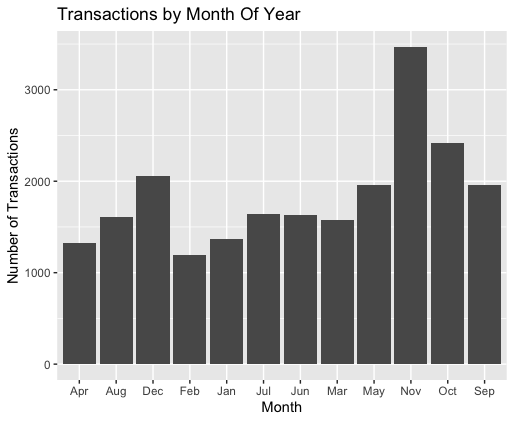 Transactions by Month Of Year
Number of Transactions
3000
2000
1000
0
Apr Aug Dec Feb Jan Jul Jun Mar May Nov Oct Sep
Month